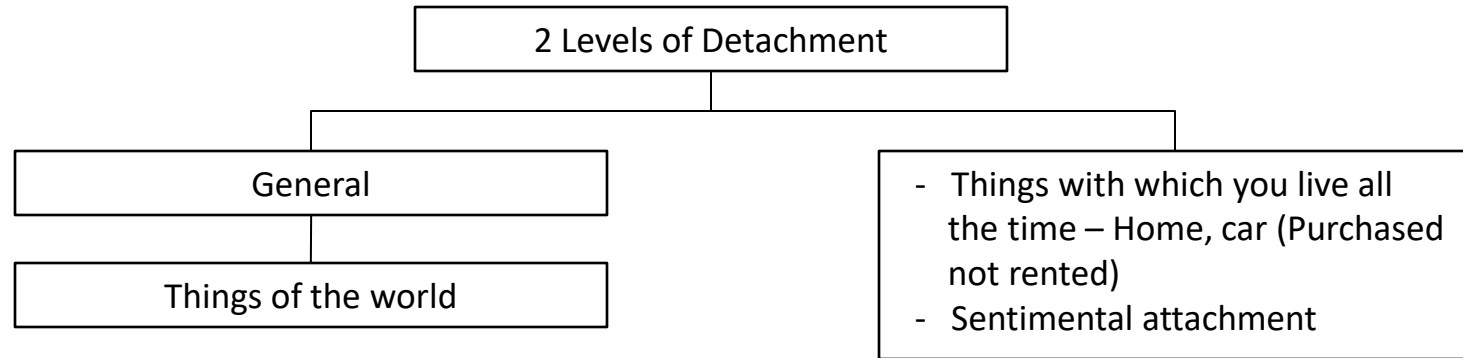 2 Levels of Detachment
General
Things of the world
- Things with which you live all
the time – Home, car (Purchased
not rented)
- Sentimental attachment